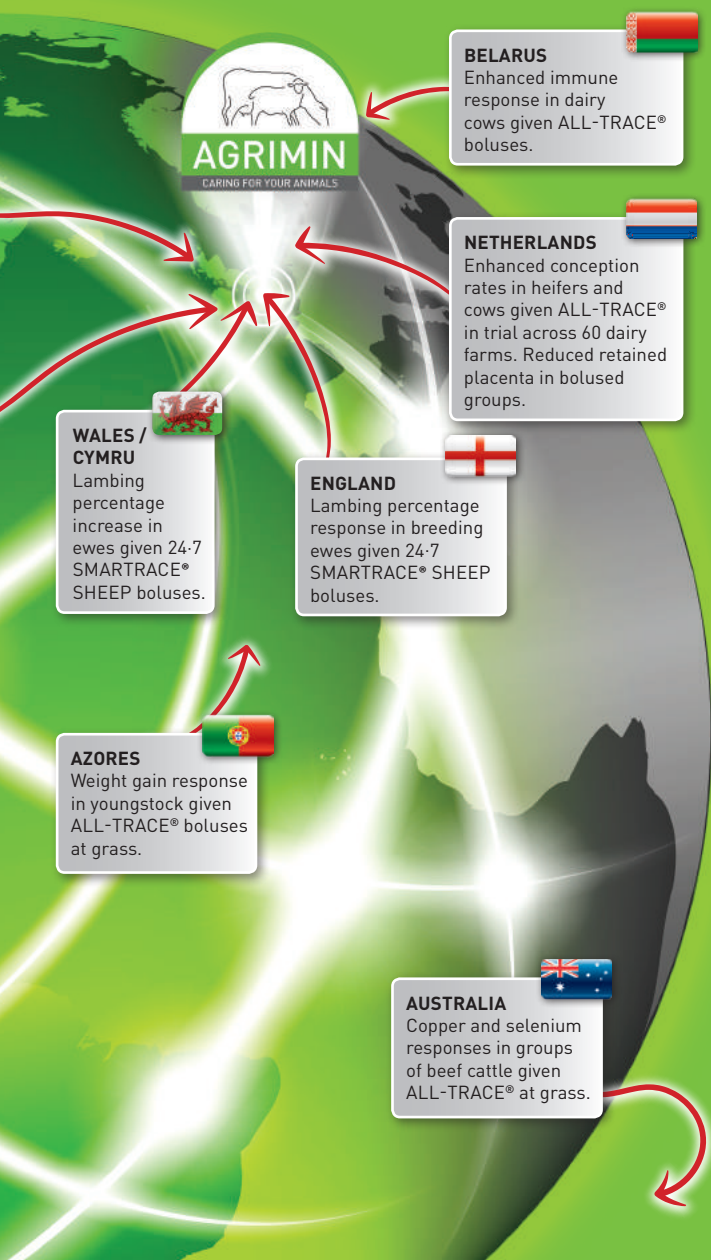 AGRIMIN
CARING FOR YOUR ANIMALS
BELARUS
Enhanced immune
response in dairy
cows given ALL-TRACE®
boluses.
NETHERLANDS
Enhanced conception
rates in heifers and
cows given ALL-TRACE®
in trial across 60 dairy
farms. Reduced retained
placenta in bolused
groups.
WALES /
CYMRU
Lambing
percentage
increase in
ewes given 24·7
SMARTRACE®
SHEEP boluses.
ENGLAND
Lambing percentage
response in breeding
ewes given 24·7
SMARTRACE® SHEEP
boluses.
AZORES
Weight gain response
in youngstock given
ALL-TRACE® boluses
at grass.
AUSTRALIA
Copper and selenium
responses in groups
of beef cattle given
ALL-TRACE® at grass.